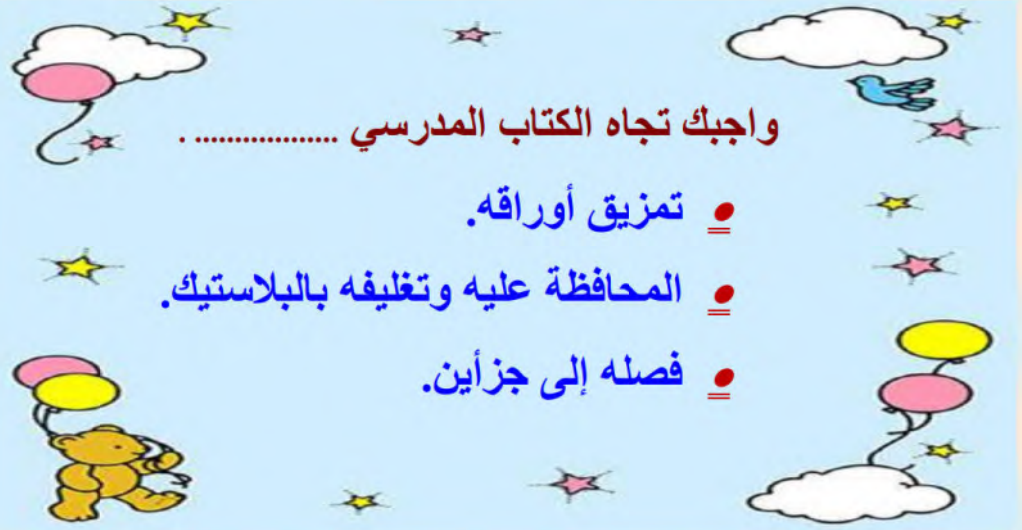 واجبك تجاه الكتاب المدرسي .................. .
• تمزيق أوراقه.
• المحافظة عليه وتغليفه بالبلاستيك.
• فصله إلى جزأين.